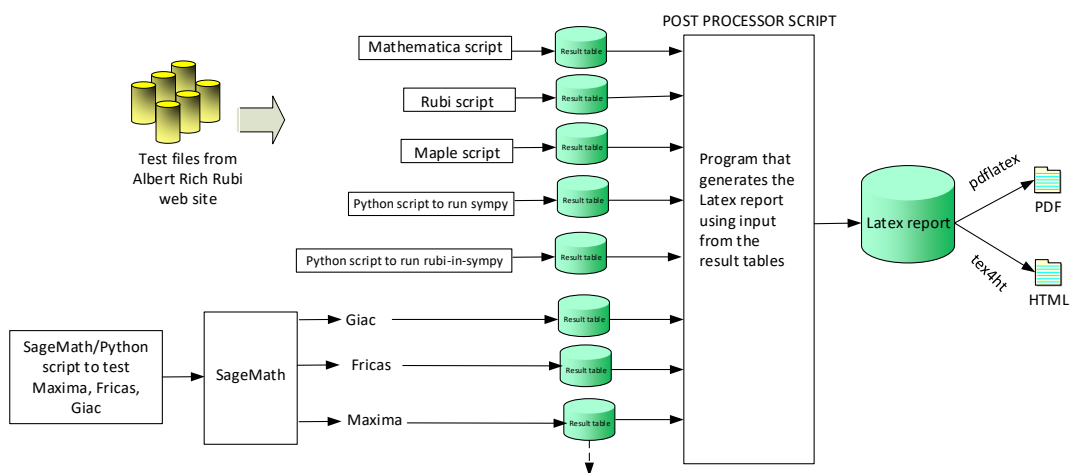 POST PROCESSOR SCRIPT
Mathematica script
Result table
Rubi script
Result table
Maple script
Result table
Python script to run sympy
Result table
Python script to run rubi-in-sympy
Result table
Test files from
Albert Rich Rubi
web site
Program that
generates the
Latex report
using input
from the
result tables
Latex report
pdflatex
PDF
tex4ht
HTML
SageMath/Python
script to test
Maxima, Fricas,
Giac
SageMath
Giac
Result table
Fricas
Result table
Maxima
Result table